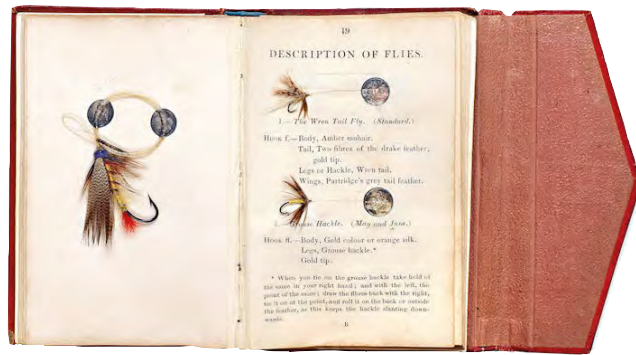 49
DESCRIPTION OF FLIES.
1.—The Wren Tail Fly. (Standard.)
Hook f.—Body, Amber mohair.
Tail, Two fibres of the drake feather,
gold tip.
Legs or Hackle, Wren tail.
Wings, Partridge's grey tail feather.
Grouse Hackle. (May and June.)
Hook ff.—Body, Gold colour or orange silk.
Legs, Grouse hackle.*
Gold tip.
* When you tie on the grouse hackle take hold of
the same in your right hand; and with the left, the
point of the same; draw the fibres back with the right,
tie it on at the point, and roll it on the back or outside
the feather, as this keeps the hackle slanting down-
wards.